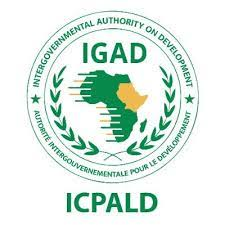 INTERGOVERNMENTAL AUTHORITY ON DEVELOPMENT
IGAD
AUTORITÉ INTERGOUVERNEMENTALE POUR LE DÉVELOPPEMENT
ICPALD